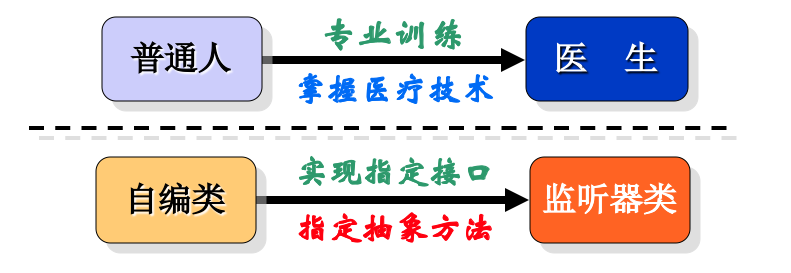 专业训练
普通人
医 生
掌握医疗技术
实现指定接口
自编类
监听器类
指定抽象方法